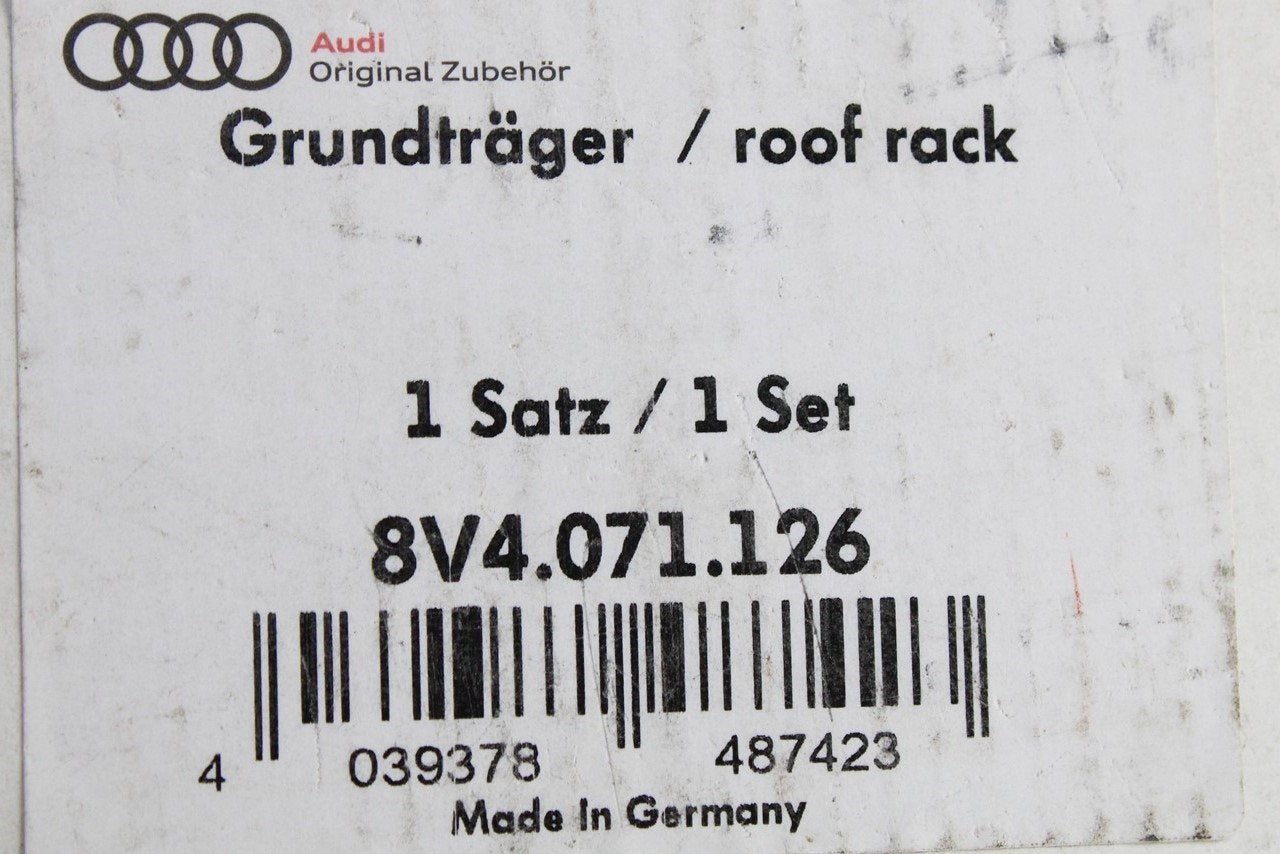 Audi
Original Zubehör
Grundträger / roof rack
1 Satz / 1 Set
8V4.071.126
4 039378 487423
Made In Germany